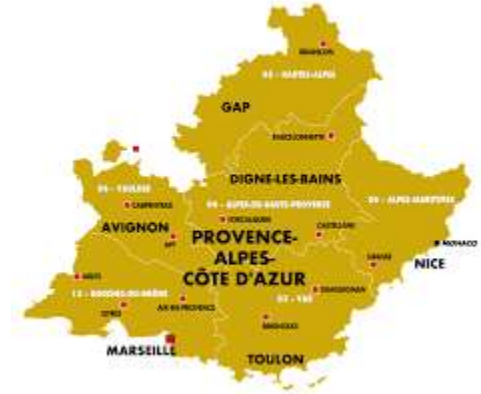 BRIANÇON
05 - HAUTES-ALPES
GAP
BARCELONNETTE
DIGNE-LES-BAINS
84 - VAUCLUSE
04 - ALPES-DE-HAUTE-PROVENCE
06 - ALPES-MARITIMES
CARPENTRAS
FORCALQUIER
AVIGNON
APT
CASTELLANE
PROVENCE-
ALPES-
CÔTE D'AZUR
MONACO
GRASSE
NICE
ARLES
13 - BOUCHES-DU-RHÔNE
83 - VAR
DRAGUIGNAN
ISTRES
AIX-EN-PROVENCE
BRIGNOLES
MARSEILLE
TOULON